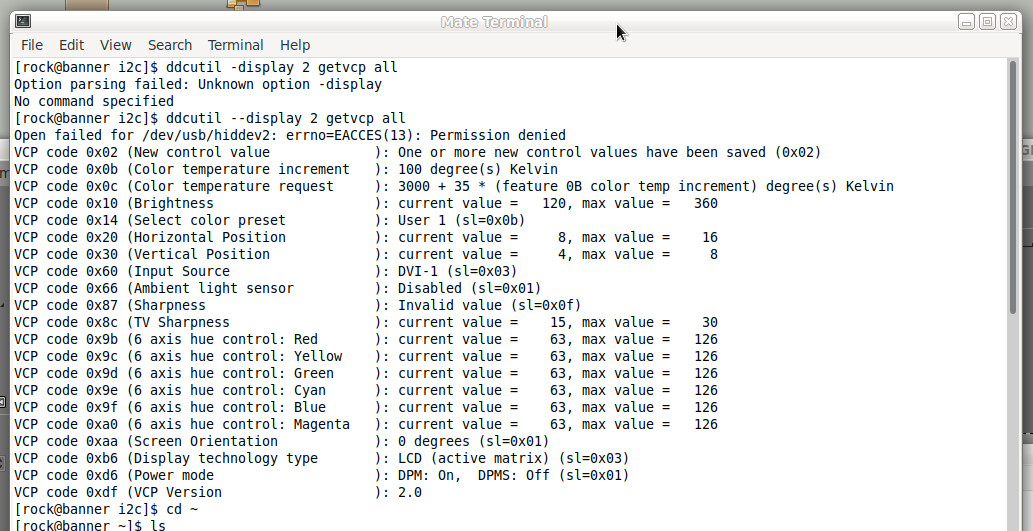 Mate Terminal
File Edit View Search Terminal Help
[rock@banner i2c]$ ddcutil -display 2 getvcp all
Option parsing failed: Unknown option -display
No command specified
[rock@banner i2c]$ ddcutil --display 2 getvcp all
Open failed for /dev/usb/hiddev2: errno=EACCES(13): Permission denied
VCP code 0x02 (New control value             ): One or more new control values have been saved (0x02)
VCP code 0x0b (Color temperature increment   ): 100 degree(s) Kelvin
VCP code 0x0c (Color temperature request     ): 3000 + 35 * (feature 0B color temp increment) degree(s) Kelvin
VCP code 0x10 (Brightness                    ): current value =   120, max value =   360
VCP code 0x14 (Select color preset           ): User 1 (sl=0x0b)
VCP code 0x20 (Horizontal Position           ): current value =     8, max value =    16
VCP code 0x30 (Vertical Position             ): current value =     4, max value =     8
VCP code 0x60 (Input Source                  ): DVI-1 (sl=0x03)
VCP code 0x66 (Ambient light sensor          ): Disabled (sl=0x01)
VCP code 0x87 (Sharpness                     ): Invalid value (sl=0x0f)
VCP code 0x8c (TV Sharpness                  ): current value =    15, max value =    30
VCP code 0x9b (6 axis hue control: Red       ): current value =    63, max value =   126
VCP code 0x9c (6 axis hue control: Yellow    ): current value =    63, max value =   126
VCP code 0x9d (6 axis hue control: Green     ): current value =    63, max value =   126
VCP code 0x9e (6 axis hue control: Cyan      ): current value =    63, max value =   126
VCP code 0x9f (6 axis hue control: Blue      ): current value =    63, max value =   126
VCP code 0xa0 (6 axis hue control: Magenta   ): current value =    63, max value =   126
VCP code 0xaa (Screen Orientation            ): 0 degrees (sl=0x01)
VCP code 0xb6 (Display technology type       ): LCD (active matrix) (sl=0x03)
VCP code 0xd6 (Power mode                    ): DPM: On,  DPMS: Off (sl=0x01)
VCP code 0xdf (VCP Version                   ): 2.0
[rock@banner i2c]$ cd ~
[rock@banner ~]$ ls